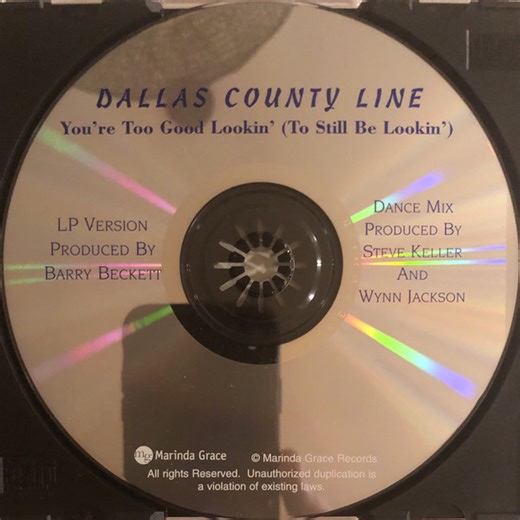 DALLAS COUNTY LINE
You're Too Good Lookin' (To Still Be Lookin')
LP Version
Produced By
Barry Beckett
Dance Mix
Produced By
Steve Keller
And
Wynn Jackson
mg Marinda Grace © Marinda Grace Records
All rights Reserved. Unauthorized duplication is
a violation of existing laws.